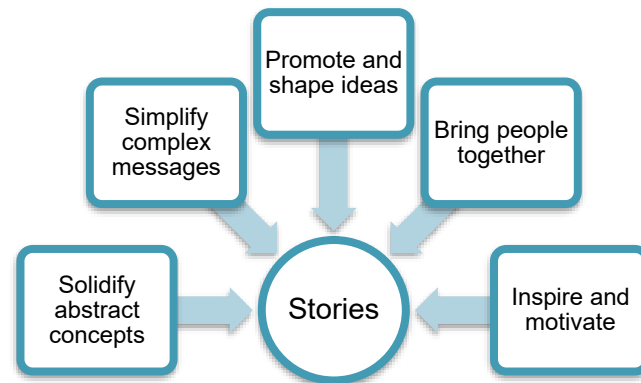 Promote and
shape ideas
Simplify
complex
messages
Bring people
together
Solidify
abstract
concepts
Stories
Inspire and
motivate